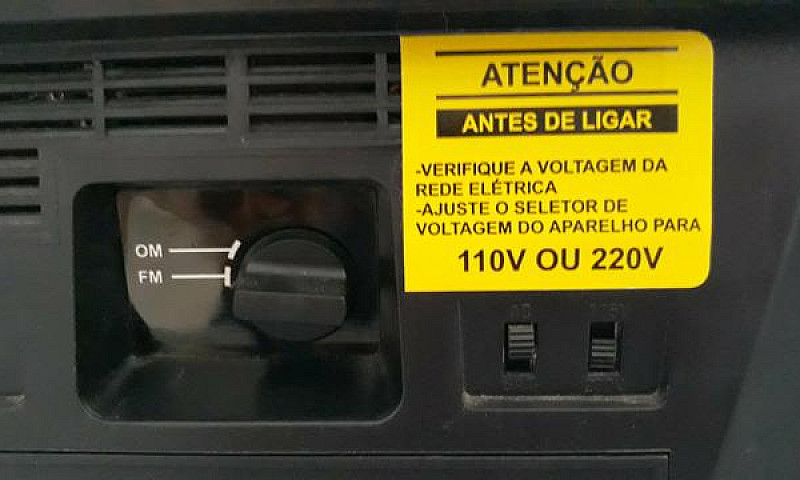 ATENÇÃO
ANTES DE LIGAR
-VERIFIQUE A VOLTAGEM DA
REDE ELÉTRICA
-AJUSTE O SELETOR DE
VOLTAGEM DO APARELHO PARA
110V OU 220V
OM
FM